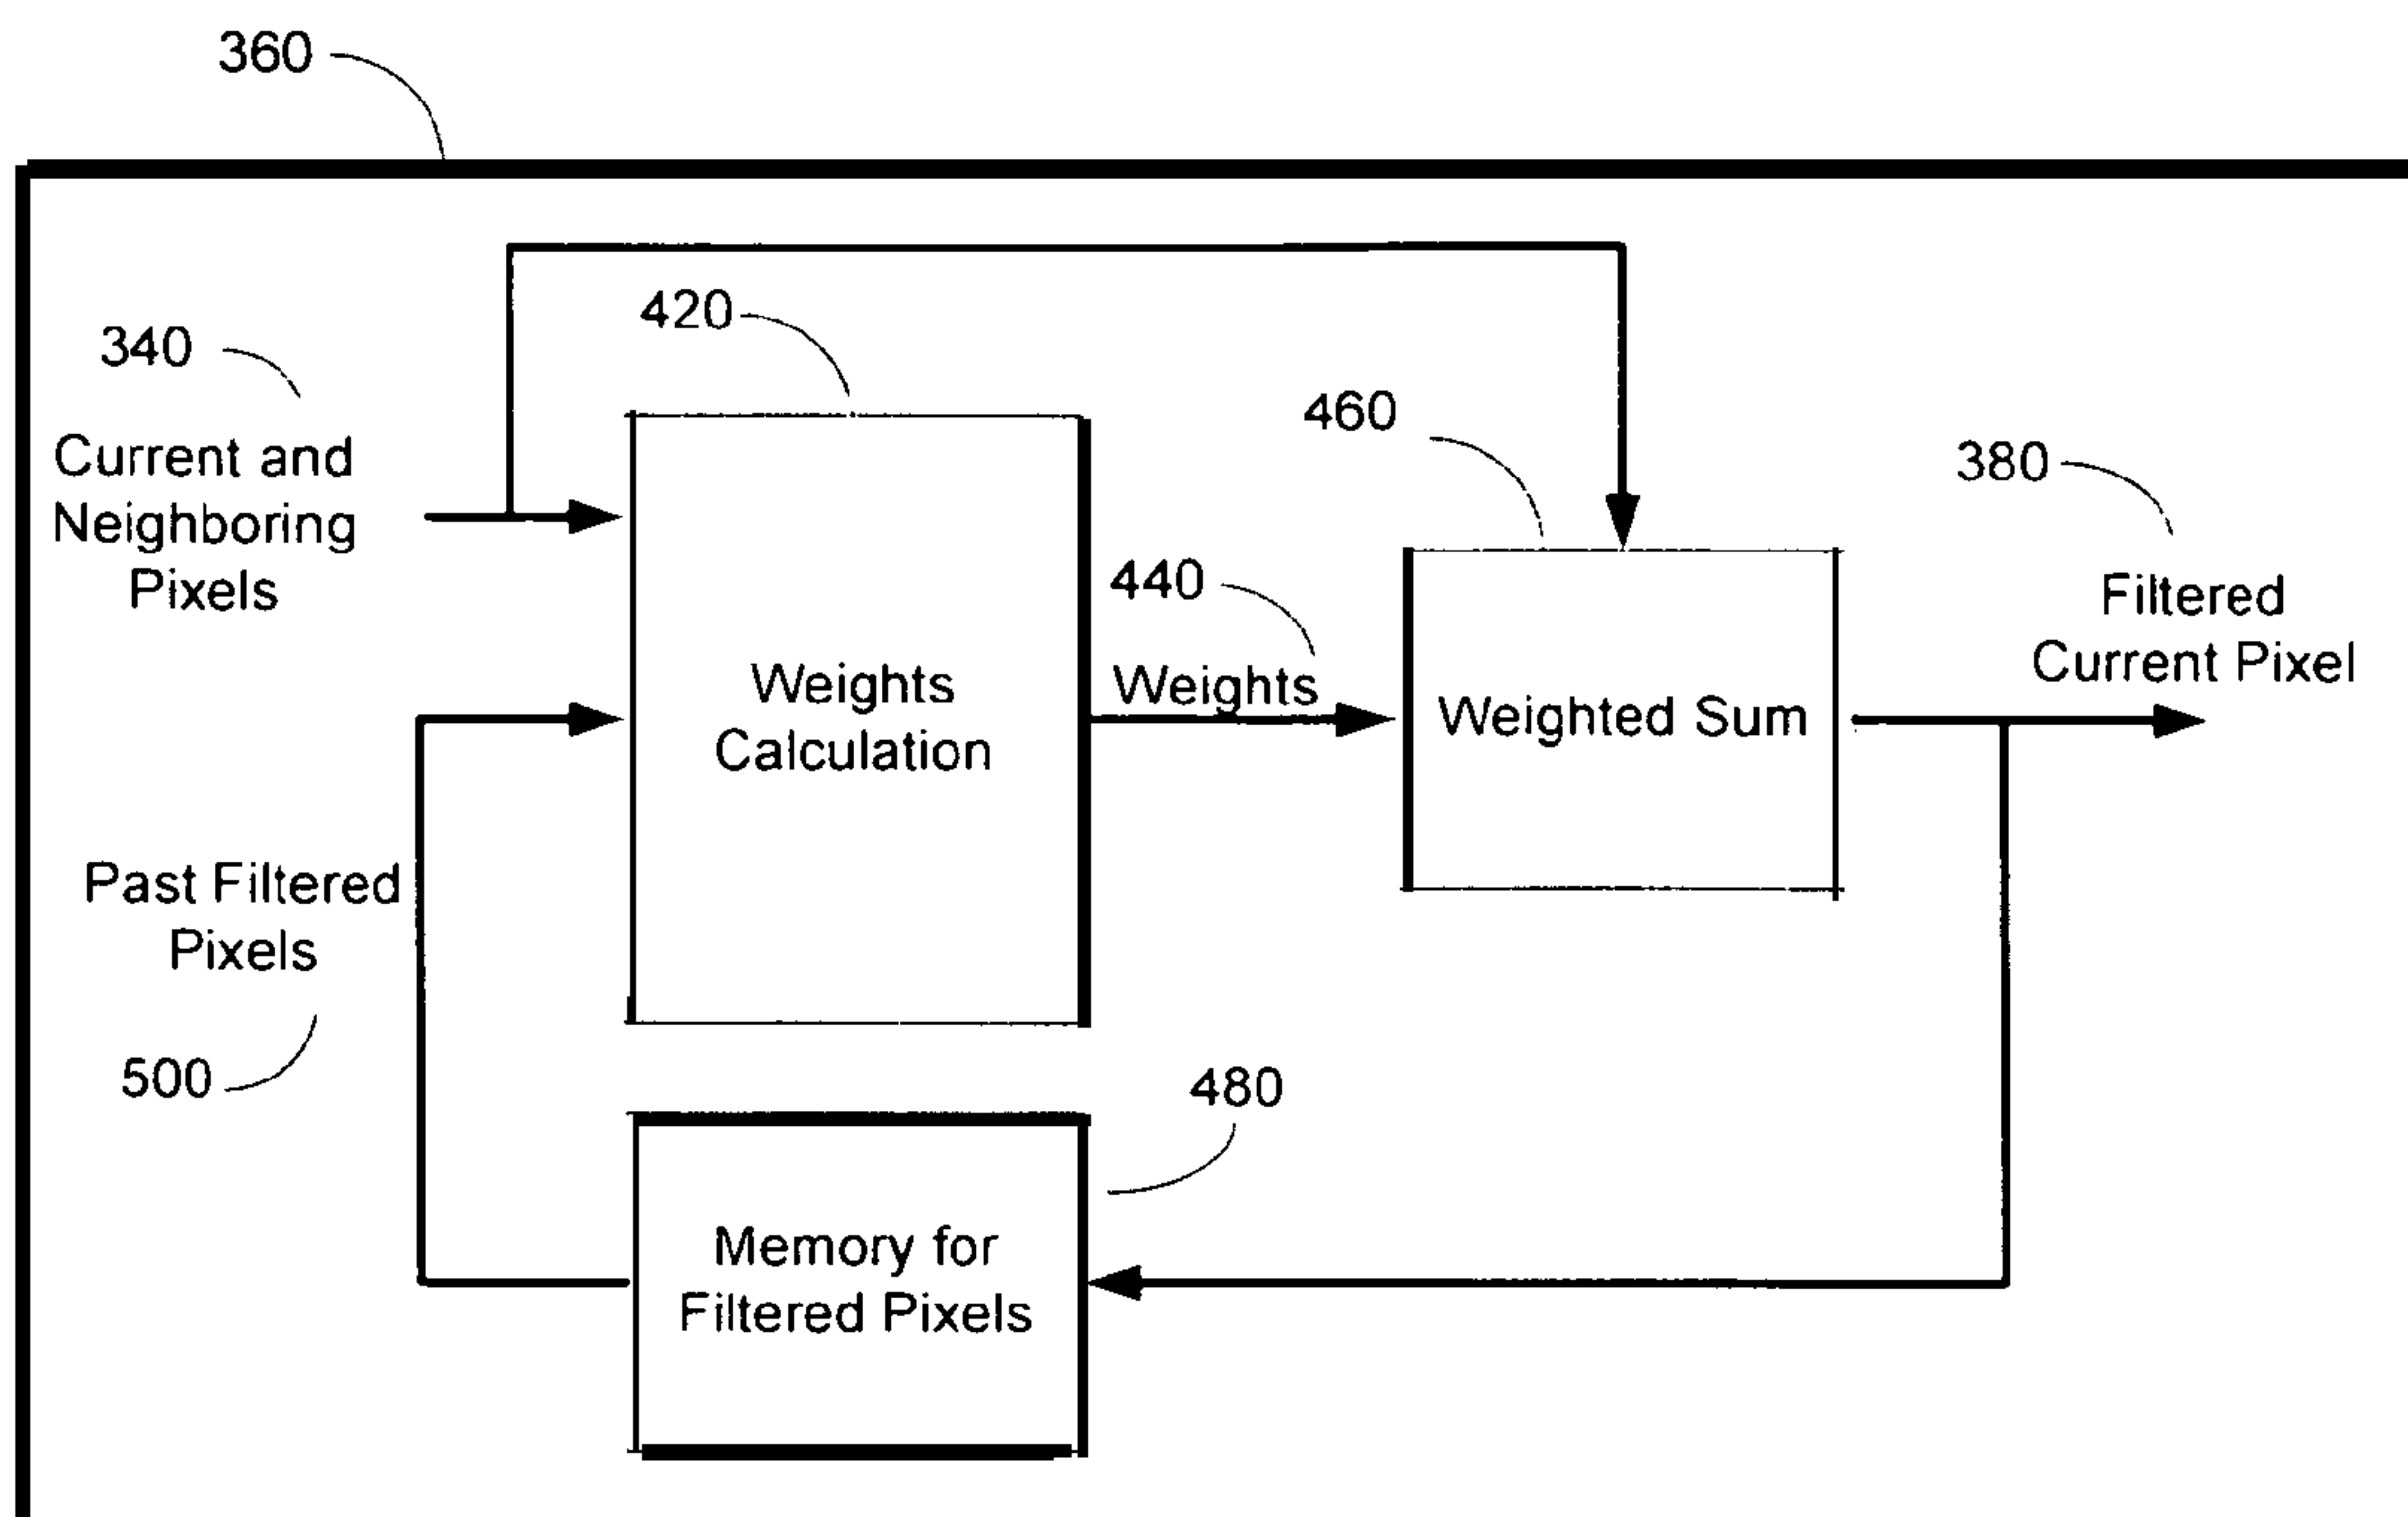 360
340
420
460
380
Current and
Neighboring
Pixels
440
Weights
Filtered
Current Pixel
Weights
Calculation
Weighted Sum
Past Filtered
Pixels
500
480
Memory for
Filtered Pixels